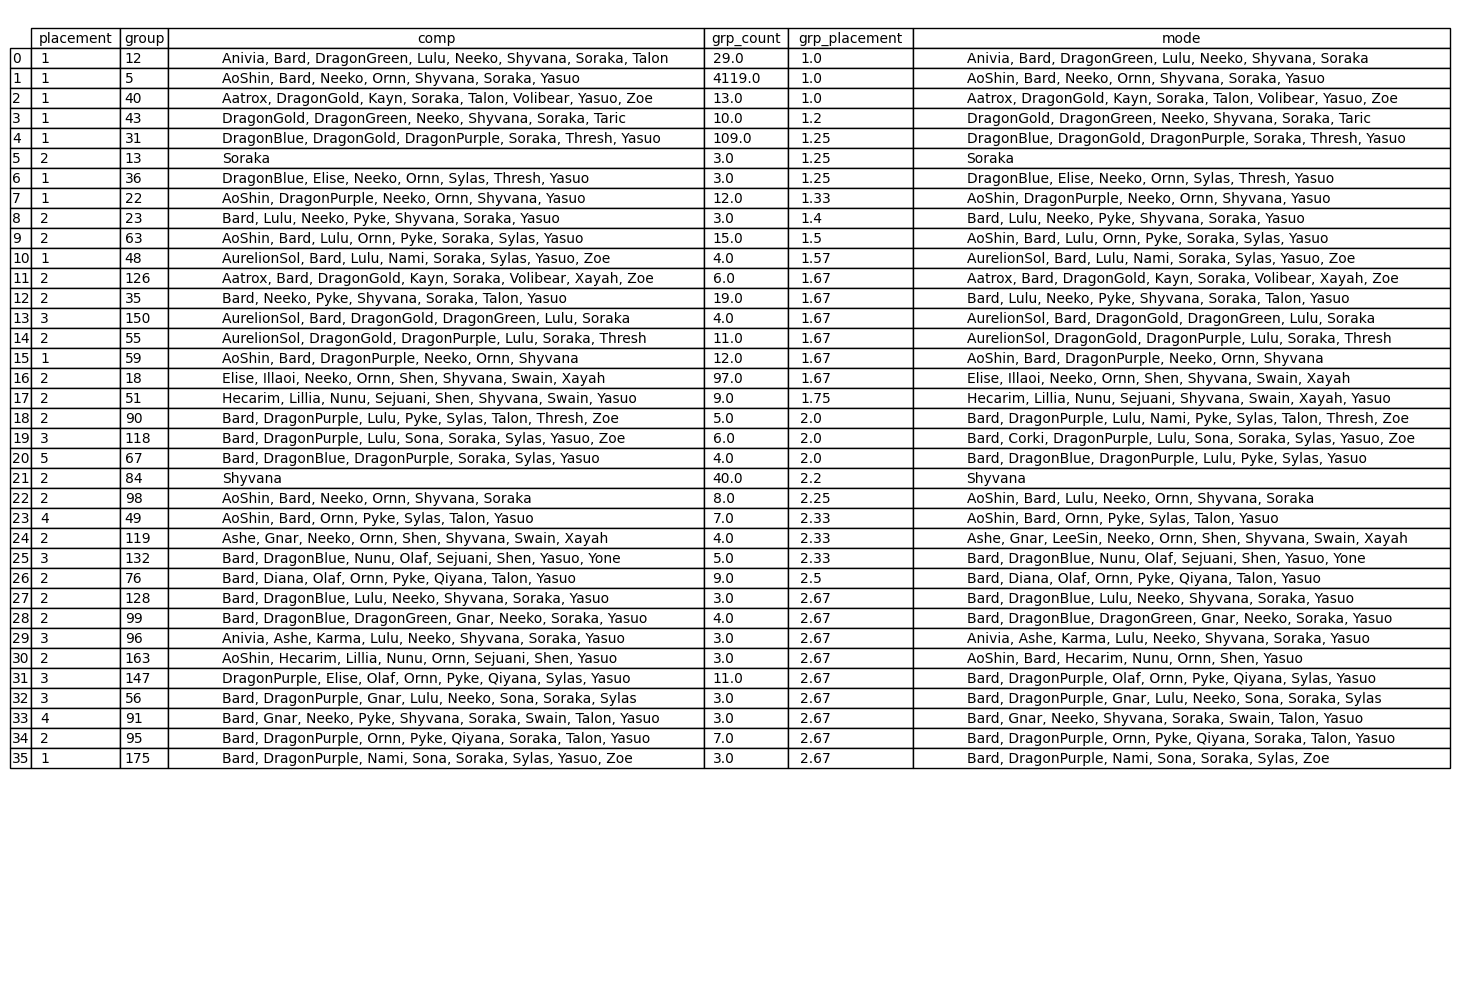 placement group comp grp_count grp_placement mode
0 1 12 Anivia, Bard, DragonGreen, Lulu, Neeko, Shyvana, Soraka, Talon 29.0 1.0 Anivia, Bard, DragonGreen, Lulu, Neeko, Shyvana, Soraka
1 1 5 AoShin, Bard, Neeko, Ornn, Shyvana, Soraka, Yasuo 4119.0 1.0 AoShin, Bard, Neeko, Ornn, Shyvana, Soraka, Yasuo
2 1 40 Aatrox, DragonGold, Kayn, Soraka, Talon, Volibear, Yasuo, Zoe 13.0 1.0 Aatrox, DragonGold, Kayn, Soraka, Talon, Volibear, Yasuo, Zoe
3 1 43 DragonGold, DragonGreen, Neeko, Shyvana, Soraka, Taric 10.0 1.2 DragonGold, DragonGreen, Neeko, Shyvana, Soraka, Taric
4 1 31 DragonBlue, DragonGold, DragonPurple, Soraka, Thresh, Yasuo 109.0 1.25 DragonBlue, DragonGold, DragonPurple, Soraka, Thresh, Yasuo
5 2 13 Soraka 3.0 1.25 Soraka
6 1 36 DragonBlue, Elise, Neeko, Ornn, Sylas, Thresh, Yasuo 3.0 1.25 DragonBlue, Elise, Neeko, Ornn, Sylas, Thresh, Yasuo
7 1 22 AoShin, DragonPurple, Neeko, Ornn, Shyvana, Yasuo 12.0 1.33 AoShin, DragonPurple, Neeko, Ornn, Shyvana, Yasuo
8 2 23 Bard, Lulu, Neeko, Pyke, Shyvana, Soraka, Yasuo 3.0 1.4 Bard, Lulu, Neeko, Pyke, Shyvana, Soraka, Yasuo
9 2 63 AoShin, Bard, Lulu, Ornn, Pyke, Soraka, Sylas, Yasuo 15.0 1.5 AoShin, Bard, Lulu, Ornn, Pyke, Soraka, Sylas, Yasuo
10 1 48 AurelionSol, Bard, Lulu, Nami, Soraka, Sylas, Yasuo, Zoe 4.0 1.57 AurelionSol, Bard, Lulu, Nami, Soraka, Sylas, Yasuo, Zoe
11 2 126 Aatrox, Bard, DragonGold, Kayn, Soraka, Volibear, Xayah, Zoe 6.0 1.67 Aatrox, Bard, DragonGold, Kayn, Soraka, Volibear, Xayah, Zoe
12 2 35 Bard, Neeko, Pyke, Shyvana, Soraka, Talon, Yasuo 19.0 1.67 Bard, Lulu, Neeko, Pyke, Shyvana, Soraka, Talon, Yasuo
13 3 150 AurelionSol, Bard, DragonGold, DragonGreen, Lulu, Soraka 4.0 1.67 AurelionSol, Bard, DragonGold, DragonGreen, Lulu, Soraka
14 2 55 AurelionSol, DragonGold, DragonPurple, Lulu, Soraka, Thresh 11.0 1.67 AurelionSol, DragonGold, DragonPurple, Lulu, Soraka, Thresh
15 1 59 AoShin, Bard, DragonPurple, Neeko, Ornn, Shyvana 12.0 1.67 AoShin, Bard, DragonPurple, Neeko, Ornn, Shyvana
16 2 18 Elise, Illaoi, Neeko, Ornn, Shen, Shyvana, Swain, Xayah 97.0 1.67 Elise, Illaoi, Neeko, Ornn, Shen, Shyvana, Swain, Xayah
17 2 51 Hecarim, Lillia, Nunu, Sejuani, Shen, Shyvana, Swain, Yasuo 9.0 1.75 Hecarim, Lillia, Nunu, Sejuani, Shyvana, Swain, Xayah, Yasuo
18 2 90 Bard, DragonPurple, Lulu, Pyke, Sylas, Talon, Thresh, Zoe 5.0 2.0 Bard, DragonPurple, Lulu, Nami, Pyke, Sylas, Talon, Thresh, Zoe
19 3 118 Bard, DragonPurple, Lulu, Sona, Soraka, Sylas, Yasuo, Zoe 6.0 2.0 Bard, Corki, DragonPurple, Lulu, Sona, Soraka, Sylas, Yasuo, Zoe
20 5 67 Bard, DragonBlue, DragonPurple, Soraka, Sylas, Yasuo 4.0 2.0 Bard, DragonBlue, DragonPurple, Lulu, Pyke, Sylas, Yasuo
21 2 84 Shyvana 40.0 2.2 Shyvana
22 2 98 AoShin, Bard, Neeko, Ornn, Shyvana, Soraka 8.0 2.25 AoShin, Bard, Lulu, Neeko, Ornn, Shyvana, Soraka
23 4 49 AoShin, Bard, Ornn, Pyke, Sylas, Talon, Yasuo 7.0 2.33 AoShin, Bard, Ornn, Pyke, Sylas, Talon, Yasuo
24 2 119 Ashe, Gnar, Neeko, Ornn, Shen, Shyvana, Swain, Xayah 4.0 2.33 Ashe, Gnar, LeeSin, Neeko, Ornn, Shen, Shyvana, Swain, Xayah
25 3 132 Bard, DragonBlue, Nunu, Olaf, Sejuani, Shen, Yasuo, Yone 5.0 2.33 Bard, DragonBlue, Nunu, Olaf, Sejuani, Shen, Yasuo, Yone
26 2 76 Bard, Diana, Olaf, Ornn, Pyke, Qiyana, Talon, Yasuo 9.0 2.5 Bard, Diana, Olaf, Ornn, Pyke, Qiyana, Talon, Yasuo
27 2 128 Bard, DragonBlue, Lulu, Neeko, Shyvana, Soraka, Yasuo 3.0 2.67 Bard, DragonBlue, Lulu, Neeko, Shyvana, Soraka, Yasuo
28 2 99 Bard, DragonBlue, DragonGreen, Gnar, Neeko, Soraka, Yasuo 4.0 2.67 Bard, DragonBlue, DragonGreen, Gnar, Neeko, Soraka, Yasuo
29 3 96 Anivia, Ashe, Karma, Lulu, Neeko, Shyvana, Soraka, Yasuo 3.0 2.67 Anivia, Ashe, Karma, Lulu, Neeko, Shyvana, Soraka, Yasuo
30 2 163 AoShin, Hecarim, Lillia, Nunu, Ornn, Sejuani, Shen, Yasuo 3.0 2.67 AoShin, Bard, Hecarim, Nunu, Ornn, Shen, Yasuo
31 3 147 DragonPurple, Elise, Olaf, Ornn, Pyke, Qiyana, Sylas, Yasuo 11.0 2.67 Bard, DragonPurple, Olaf, Ornn, Pyke, Qiyana, Sylas, Yasuo
32 3 56 Bard, DragonPurple, Gnar, Lulu, Neeko, Sona, Soraka, Sylas 3.0 2.67 Bard, DragonPurple, Gnar, Lulu, Neeko, Sona, Soraka, Sylas
33 4 91 Bard, Gnar, Neeko, Pyke, Shyvana, Soraka, Swain, Talon, Yasuo 3.0 2.67 Bard, Gnar, Neeko, Shyvana, Soraka, Swain, Talon, Yasuo
34 2 95 Bard, DragonPurple, Ornn, Pyke, Qiyana, Soraka, Talon, Yasuo 7.0 2.67 Bard, DragonPurple, Ornn, Pyke, Qiyana, Soraka, Talon, Yasuo
35 1 175 Bard, DragonPurple, Nami, Sona, Soraka, Sylas, Yasuo, Zoe 3.0 2.67 Bard, DragonPurple, Nami, Sona, Soraka, Sylas, Zoe